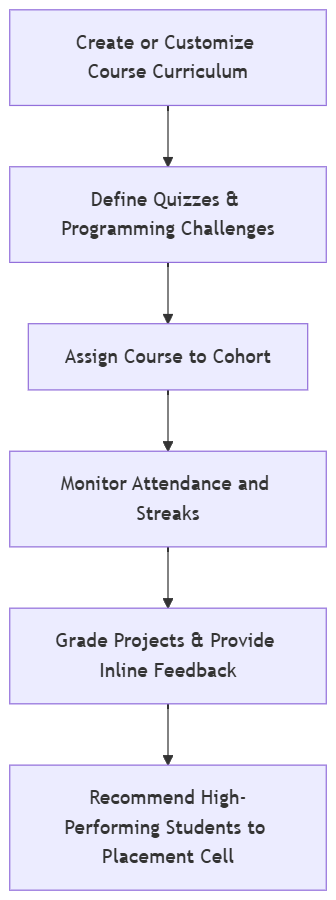 Create or Customize
Course Curriculum
Define Quizzes &
Programming Challenges
Assign Course to Cohort
Monitor Attendance and
Streaks
Grade Projects & Provide
Inline Feedback
Recommend High-
Performing Students to
Placement Cell